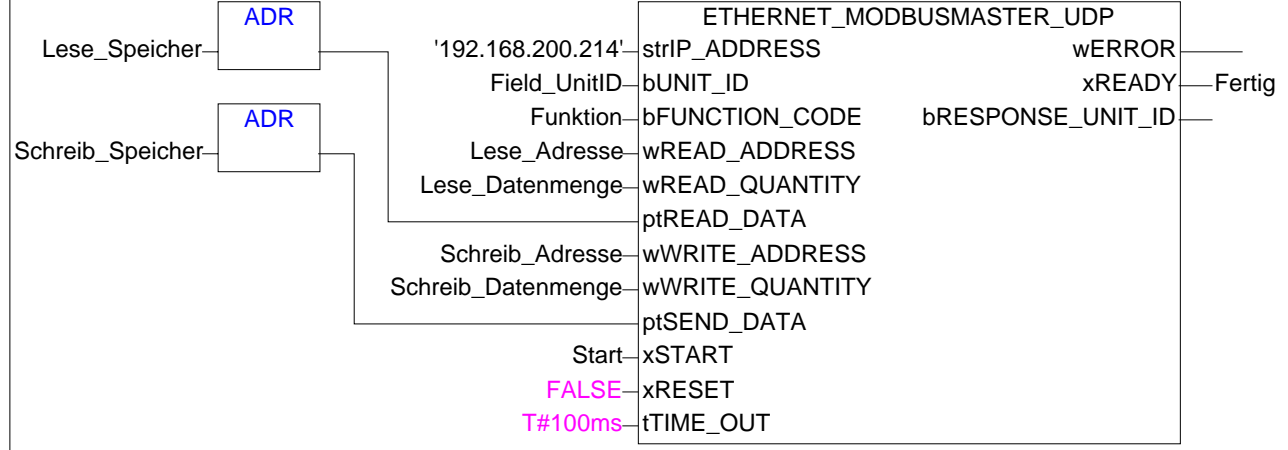 ADR ETHERNET_MODBUSMASTER_UDP
Lese_Speicher '192.168.200.214' strIP_ADDRESS wERROR
Field_UnitID bUNIT_ID xREADY Fertig
ADR Funktion bFUNCTION_CODE bRESPONSE_UNIT_ID
Schreib_Speicher Lese_Adresse wREAD_ADDRESS
Lese_Datenmenge wREAD_QUANTITY
ptREAD_DATA
Schreib_Adresse wWRITE_ADDRESS
Schreib_Datenmenge wWRITE_QUANTITY
ptSEND_DATA
Start xSTART
FALSE xRESET
T#100ms tTIME_OUT